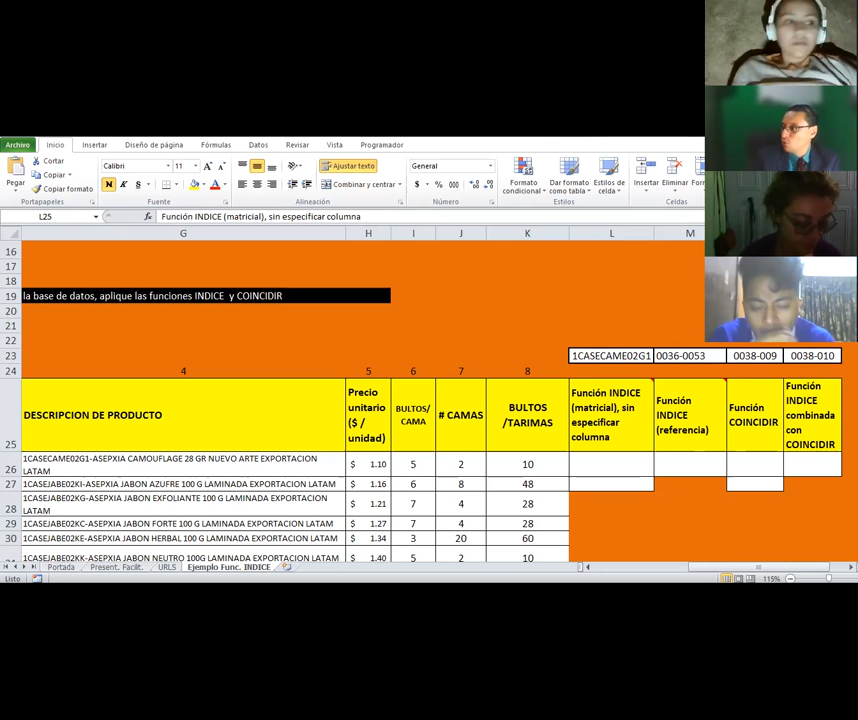 Archivo Inicio Insertar Diseño de página Fórmulas Datos Revisar Vista Programador
Cortar
Copiar
Copiar formato
Pegar
Calibri 11
N K S
Ajustar texto
Combinar y centrar
General
$ % 000
Formato condicional
Dar formato como tabla
Estilos de celda
Insertar Eliminar
Portapapeles Fuente Alineación Número Estilos Celdas
L25 fx Función INDICE (matricial), sin especificar columna
G H I J K L M
16
17
18
19 la base de datos, aplique las funciones INDICE y COINCIDIR
20
21
22
23 1CASECAME02G1 0036-0053 0038-009 0038-010
24 4 5 6 7 8
25
DESCRIPCION DE PRODUCTO
Precio unitario ($ / unidad)
BULTOS/ CAMA
# CAMAS
BULTOS /TARIMAS
Función INDICE (matricial), sin especificar columna
Función INDICE (referencia)
Función COINCIDIR
Función INDICE combinada con COINCIDIR
26 1CASECAME02G1-ASEPXIA CAMOUFLAGE 28 GR NUEVO ARTE EXPORTACION LATAM $ 1.10 5 2 10
27 1CASEJABE02KI-ASEPXIA JABON AZUFRE 100 G LAMINADA EXPORTACION LATAM $ 1.16 6 8 48
28 1CASEJABE02KG-ASEPXIA JABON EXFOLIANTE 100 G LAMINADA EXPORTACION LATAM $ 1.21 7 4 28
29 1CASEJABE02KC-ASEPXIA JABON FORTE 100 G LAMINADA EXPORTACION LATAM $ 1.27 7 4 28
30 1CASEJABE02KE-ASEPXIA JABON HERBAL 100 G LAMINADA EXPORTACION LATAM $ 1.34 3 20 60
1CASEJABE02KK-ASEPXIA JABON NEUTRO 100G LAMINADA EXPORTACION LATAM $ 1.40 5 2 10
Portada Present. Facilit. URLS Ejemplo Func. INDICE
Listo 115%